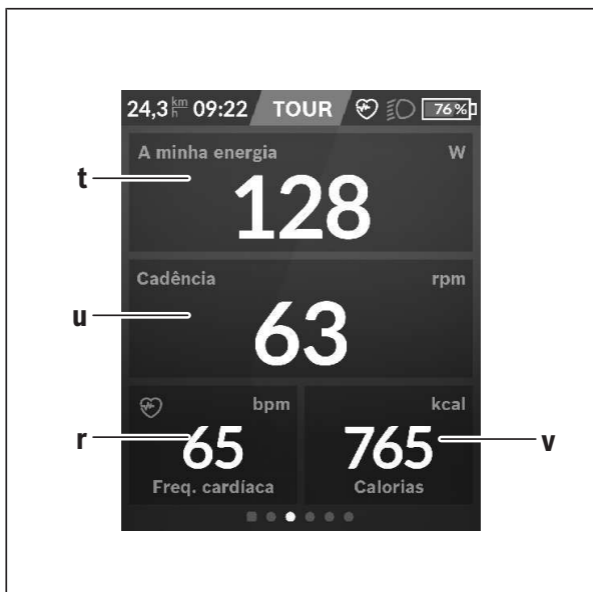 24,3 km/h 09:22 TOUR 76 %
A minha energia W
t
128
Cadência rpm
u
63
bpm kcal
r 65 765 v
Freq. cardíaca Calorias